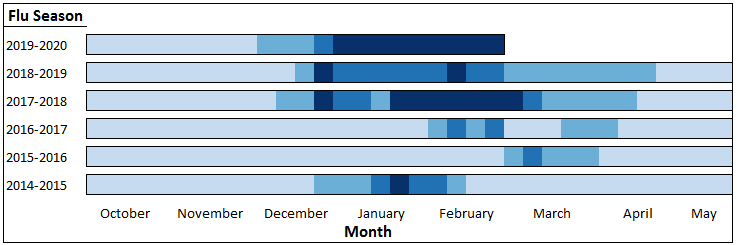 Flu Season
2019-2020
2018-2019
2017-2018
2016-2017
2015-2016
2014-2015
October November December January February March April May
Month